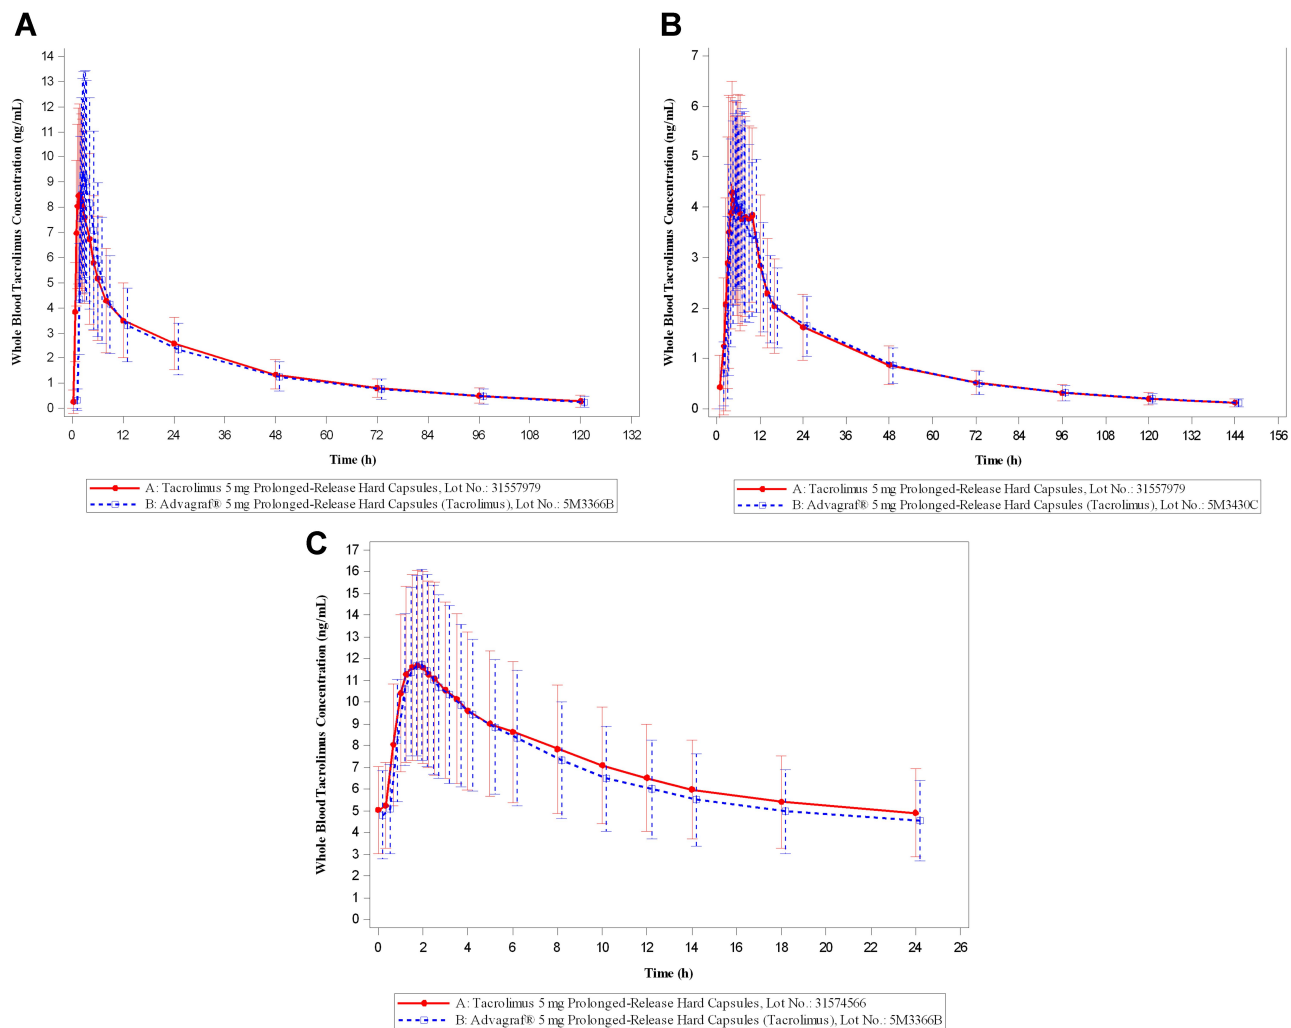 A
Whole Blood Tacrolimus Concentration (ng/mL)
14
13
12
11
10
9
8
7
6
5
4
3
2
1
0
0 12 24 36 48 60 72 84 96 108 120 132
Time (h)
A: Tacrolimus 5 mg Prolonged-Release Hard Capsules, Lot No.: 31557979
B: Advagraf® 5 mg Prolonged-Release Hard Capsules (Tacrolimus), Lot No.: 5M3366B
B
Whole Blood Tacrolimus Concentration (ng/mL)
7
6
5
4
3
2
1
0
0 12 24 36 48 60 72 84 96 108 120 132 144 156
Time (h)
A: Tacrolimus 5 mg Prolonged-Release Hard Capsules, Lot No.: 31557979
B: Advagraf® 5 mg Prolonged-Release Hard Capsules (Tacrolimus), Lot No.: 5M3430C
C
Whole Blood Tacrolimus Concentration (ng/mL)
17
16
15
14
13
12
11
10
9
8
7
6
5
4
3
2
1
0
0 2 4 6 8 10 12 14 16 18 20 22 24 26
Time (h)
A: Tacrolimus 5 mg Prolonged-Release Hard Capsules, Lot No.: 31574566
B: Advagraf® 5 mg Prolonged-Release Hard Capsules (Tacrolimus), Lot No.: 5M3366B